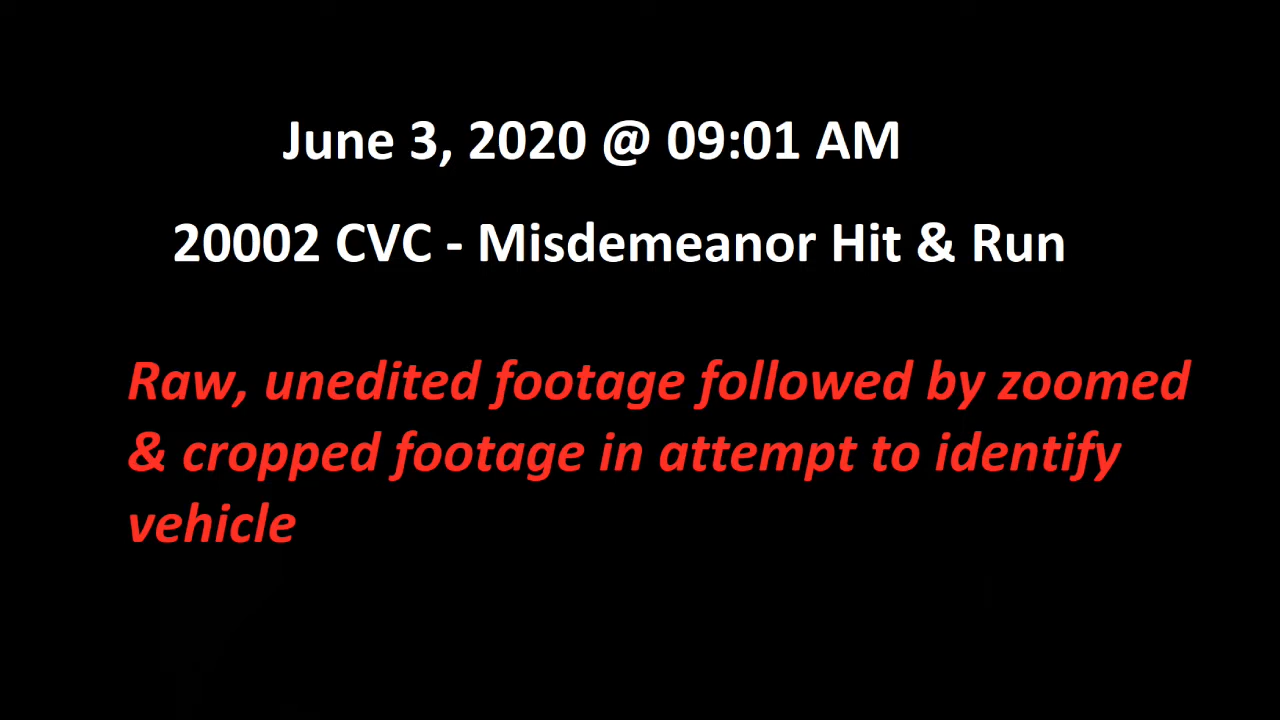 June 3, 2020 @ 09:01 AM
20002 CVC - Misdemeanor Hit & Run
Raw, unedited footage followed by zoomed
& cropped footage in attempt to identify
vehicle